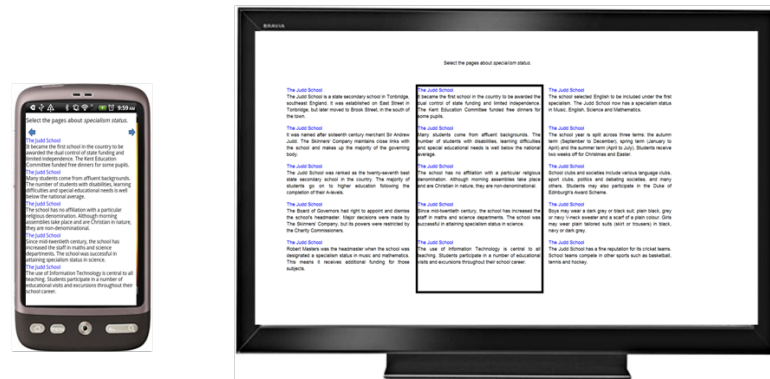 9:59 AM
Select the pages about specialism status.
The Judd School
It became the first school in the country to be
awarded the dual control of state funding and
limited independence. The Kent Education
Committee funded free dinners for some pupils.
The Judd School
Many students come from affluent backgrounds.
The number of students with disabilities, learning
difficulties and special educational needs is well
below the national average.
The Judd School
The school has no affiliation with a particular
religious denomination. Although morning
assemblies take place and are Christian in nature,
they are non-denominational.
The Judd School
Since mid-twentieth century, the school has
increased the staff in maths and science
departments. The school was successful in
attaining specialism status in science.
The Judd School
The use of Information Technology is central to all
teaching. Students participate in a number of
educational visits and excursions throughout their
school career.
BRAVIA
Select the pages about specialism status.
The Judd School
The Judd School is a state secondary school in Tonbridge,
southeast England. It was established on East Street in
Tonbridge, but later moved to Brook Street, in the south of
the town.
The Judd School
It was named after sixteenth century merchant Sir Andrew
Judd. The Skinners' Company maintains close links with
the school and makes up the majority of the governing
body.
The Judd School
The Judd School was ranked as the twenty-seventh best
state secondary school in the country. The majority of
students go on to higher education following the
completion of their A-levels.
The Judd School
The Board of Governors had right to appoint and dismiss
the school's headmaster. Major decisions were made by
The Skinners' Company, but its powers were restricted by
the Charity Commissioners.
The Judd School
Robert Masters was the headmaster when the school was
designated a specialism status in music and mathematics.
This means it receives additional funding for those
subjects.
The Judd School
It became the first school in the country to be awarded the
dual control of state funding and limited independence.
The Kent Education Committee funded free dinners for
some pupils.
The Judd School
Many students come from affluent backgrounds. The
number of students with disabilities, learning difficulties
and special educational needs is well below the national
average.
The Judd School
The school has no affiliation with a particular religious
denomination. Although morning assemblies take place
and are Christian in nature, they are non-denominational.
The Judd School
Since mid-twentieth century, the school has increased the
staff in maths and science departments. The school was
successful in attaining specialism status in science.
The Judd School
The use of Information Technology is central to all
teaching. Students participate in a number of educational
visits and excursions throughout their school career.
The Judd School
The school selected English to be included under the first
specialism. The Judd School now has a specialism status
in Music, English, Science and Mathematics.
The Judd School
The school year is split across three terms: the autumn
term (September to December), spring term (January to
April) and the summer term (April to July). Students receive
two weeks off for Christmas and Easter.
The Judd School
School clubs and societies include various language clubs,
sport clubs, politics and debating societies, and many
others. Students may also participate in the Duke of
Edinburgh's Award Scheme.
The Judd School
Boys may wear a dark grey or black suit, plain black, grey
or navy V-neck sweater and a scarf of a plain colour. Girls
may wear plain tailored suits (skirt or trousers) in black,
navy or dark grey.
The Judd School
The Judd School has a fine reputation for its cricket teams.
School teams compete in other sports such as basketball,
tennis and hockey.